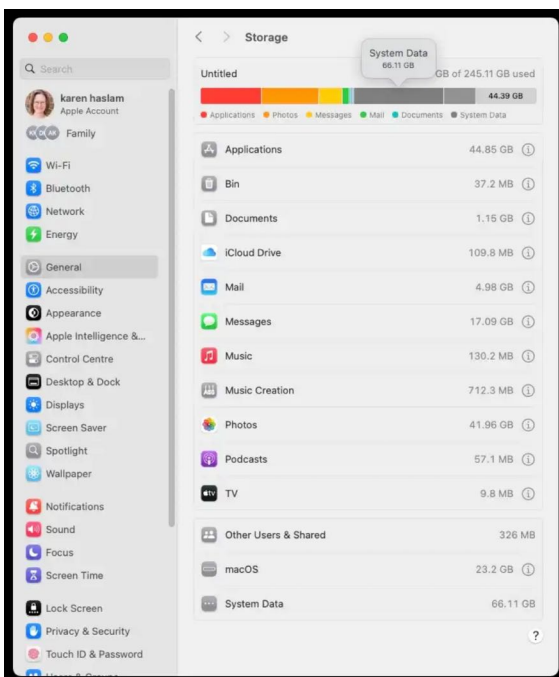 Storage
Search
karen haslam
Apple Account
Family
Wi-Fi
Bluetooth
Network
Energy
General
Accessibility
Appearance
Apple Intelligence &...
Control Centre
Desktop & Dock
Displays
Screen Saver
Spotlight
Wallpaper
Notifications
Sound
Focus
Screen Time
Lock Screen
Privacy & Security
Touch ID & Password
System Data
66.11 GB
Untitled
GB of 245.11 GB used
44.39 GB
Applications Photos Messages Mail Documents System Data
Applications 44.85 GB
Bin 37.2 MB
Documents 1.15 GB
iCloud Drive 109.8 MB
Mail 4.98 GB
Messages 17.09 GB
Music 130.2 MB
Music Creation 712.3 MB
Photos 41.96 GB
Podcasts 57.1 MB
tv TV 9.8 MB
Other Users & Shared 326 MB
macOS 23.2 GB
System Data 66.11 GB
?